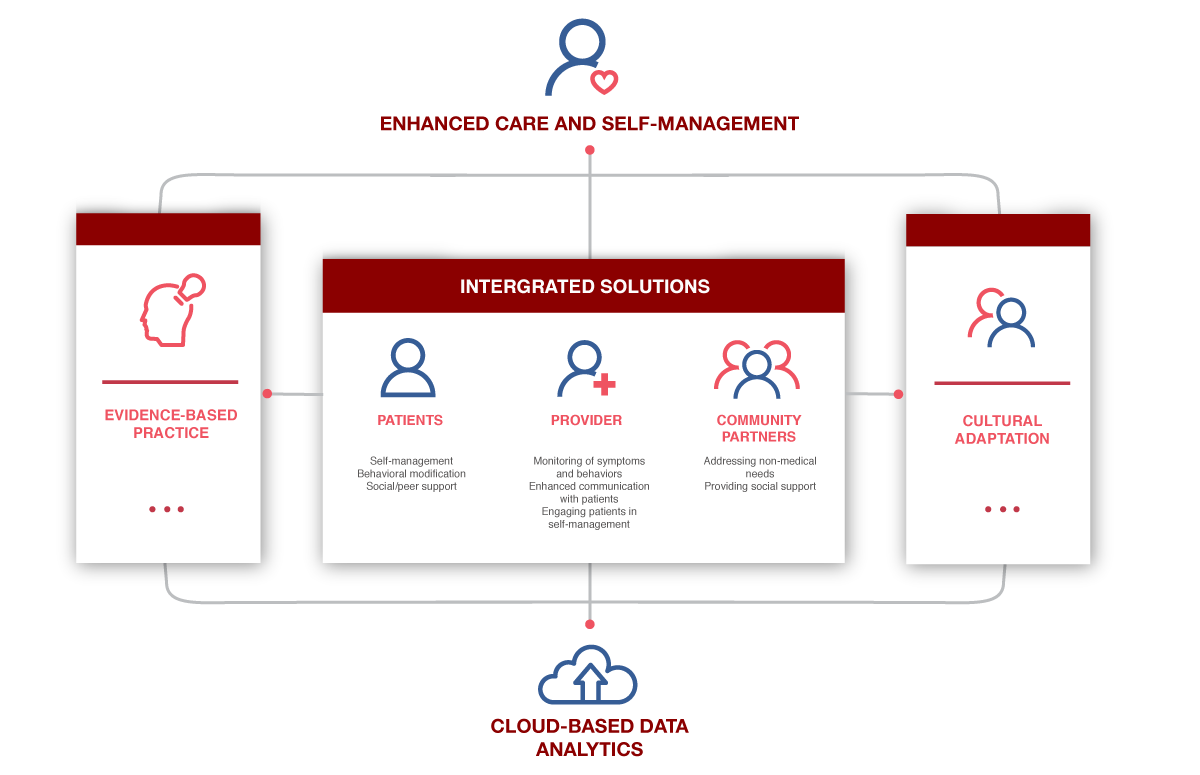 ENHANCED CARE AND SELF-MANAGEMENT
INTERGRATED SOLUTIONS
EVIDENCE-BASED
PRACTICE
PATIENTS
Self-management
Behavioral modification
Social/peer support
PROVIDER
Monitoring of symptoms
and behaviors
Enhanced communication
with patients
Engaging patients in
self-management
COMMUNITY
PARTNERS
Addressing non-medical
needs
Providing social support
CULTURAL
ADAPTATION
CLOUD-BASED DATA
ANALYTICS